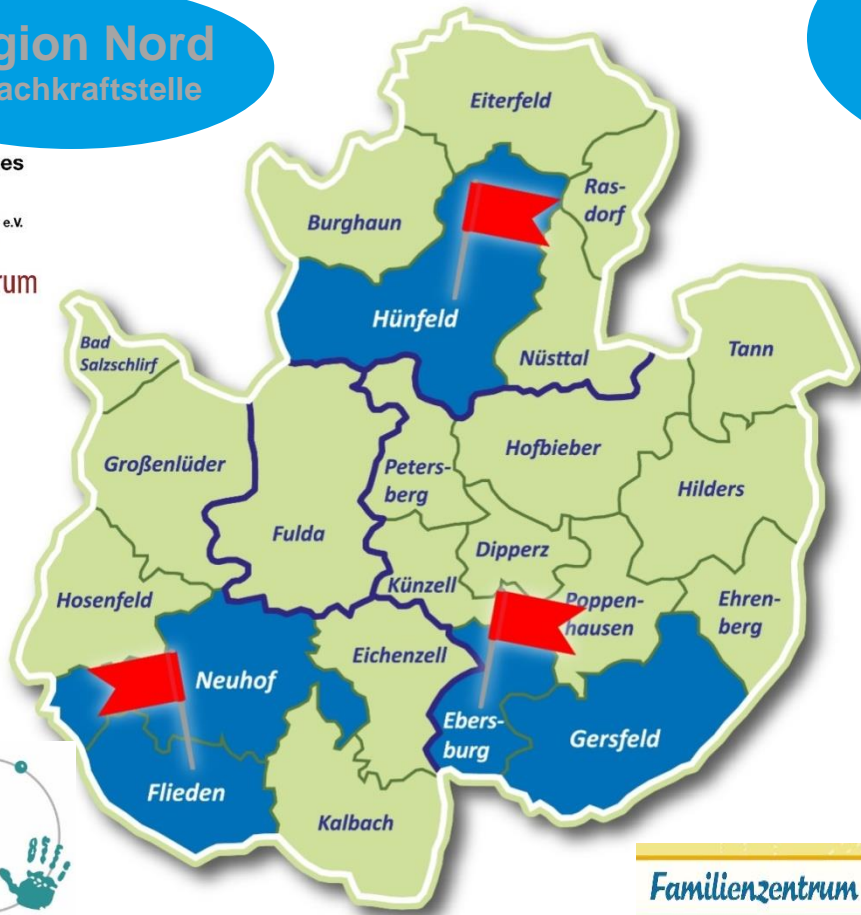 gion Nord
achkraftstelle
es
e.V.
rum
Eiterfeld
Ras-
dorf
Burghaun
Hünfeld
Nüsttal
Tann
Bad
Salzschlirf
Großenlüder
Peters-
berg
Hofbieber
Hilders
Fulda
Dipperz
Künzell
Hosenfeld
Poppen-
hausen
Ehren-
berg
Neuhof
Eichenzell
Ebers-
burg
Gersfeld
Flieden
Kalbach
Familienzentrum